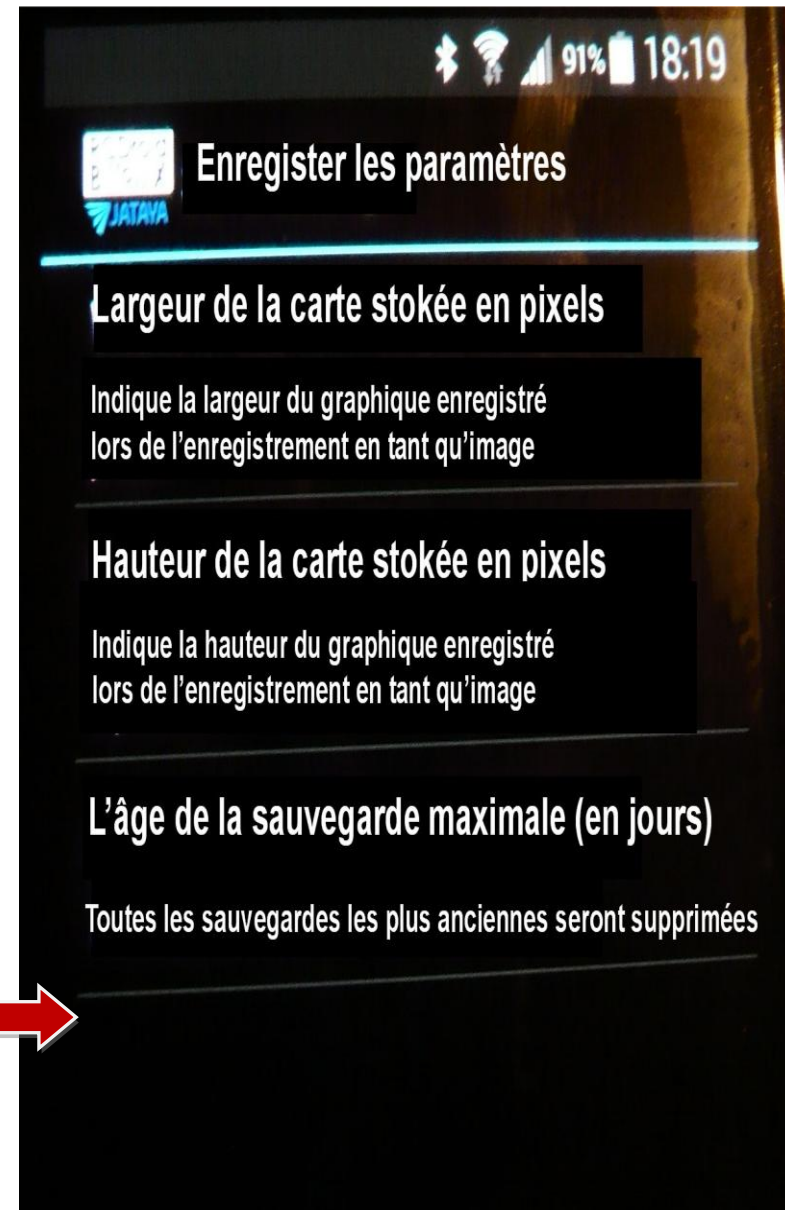 91% 18:19
Enregister les paramètres
JATAYA
Largeur de la carte stokée en pixels
Indique la largeur du graphique enregistré
lors de l’enregistrement en tant qu’image
Hauteur de la carte stokée en pixels
Indique la hauteur du graphique enregistré
lors de l’enregistrement en tant qu’image
L’âge de la sauvegarde maximale (en jours)
Toutes les sauvegardes les plus anciennes seront supprimées